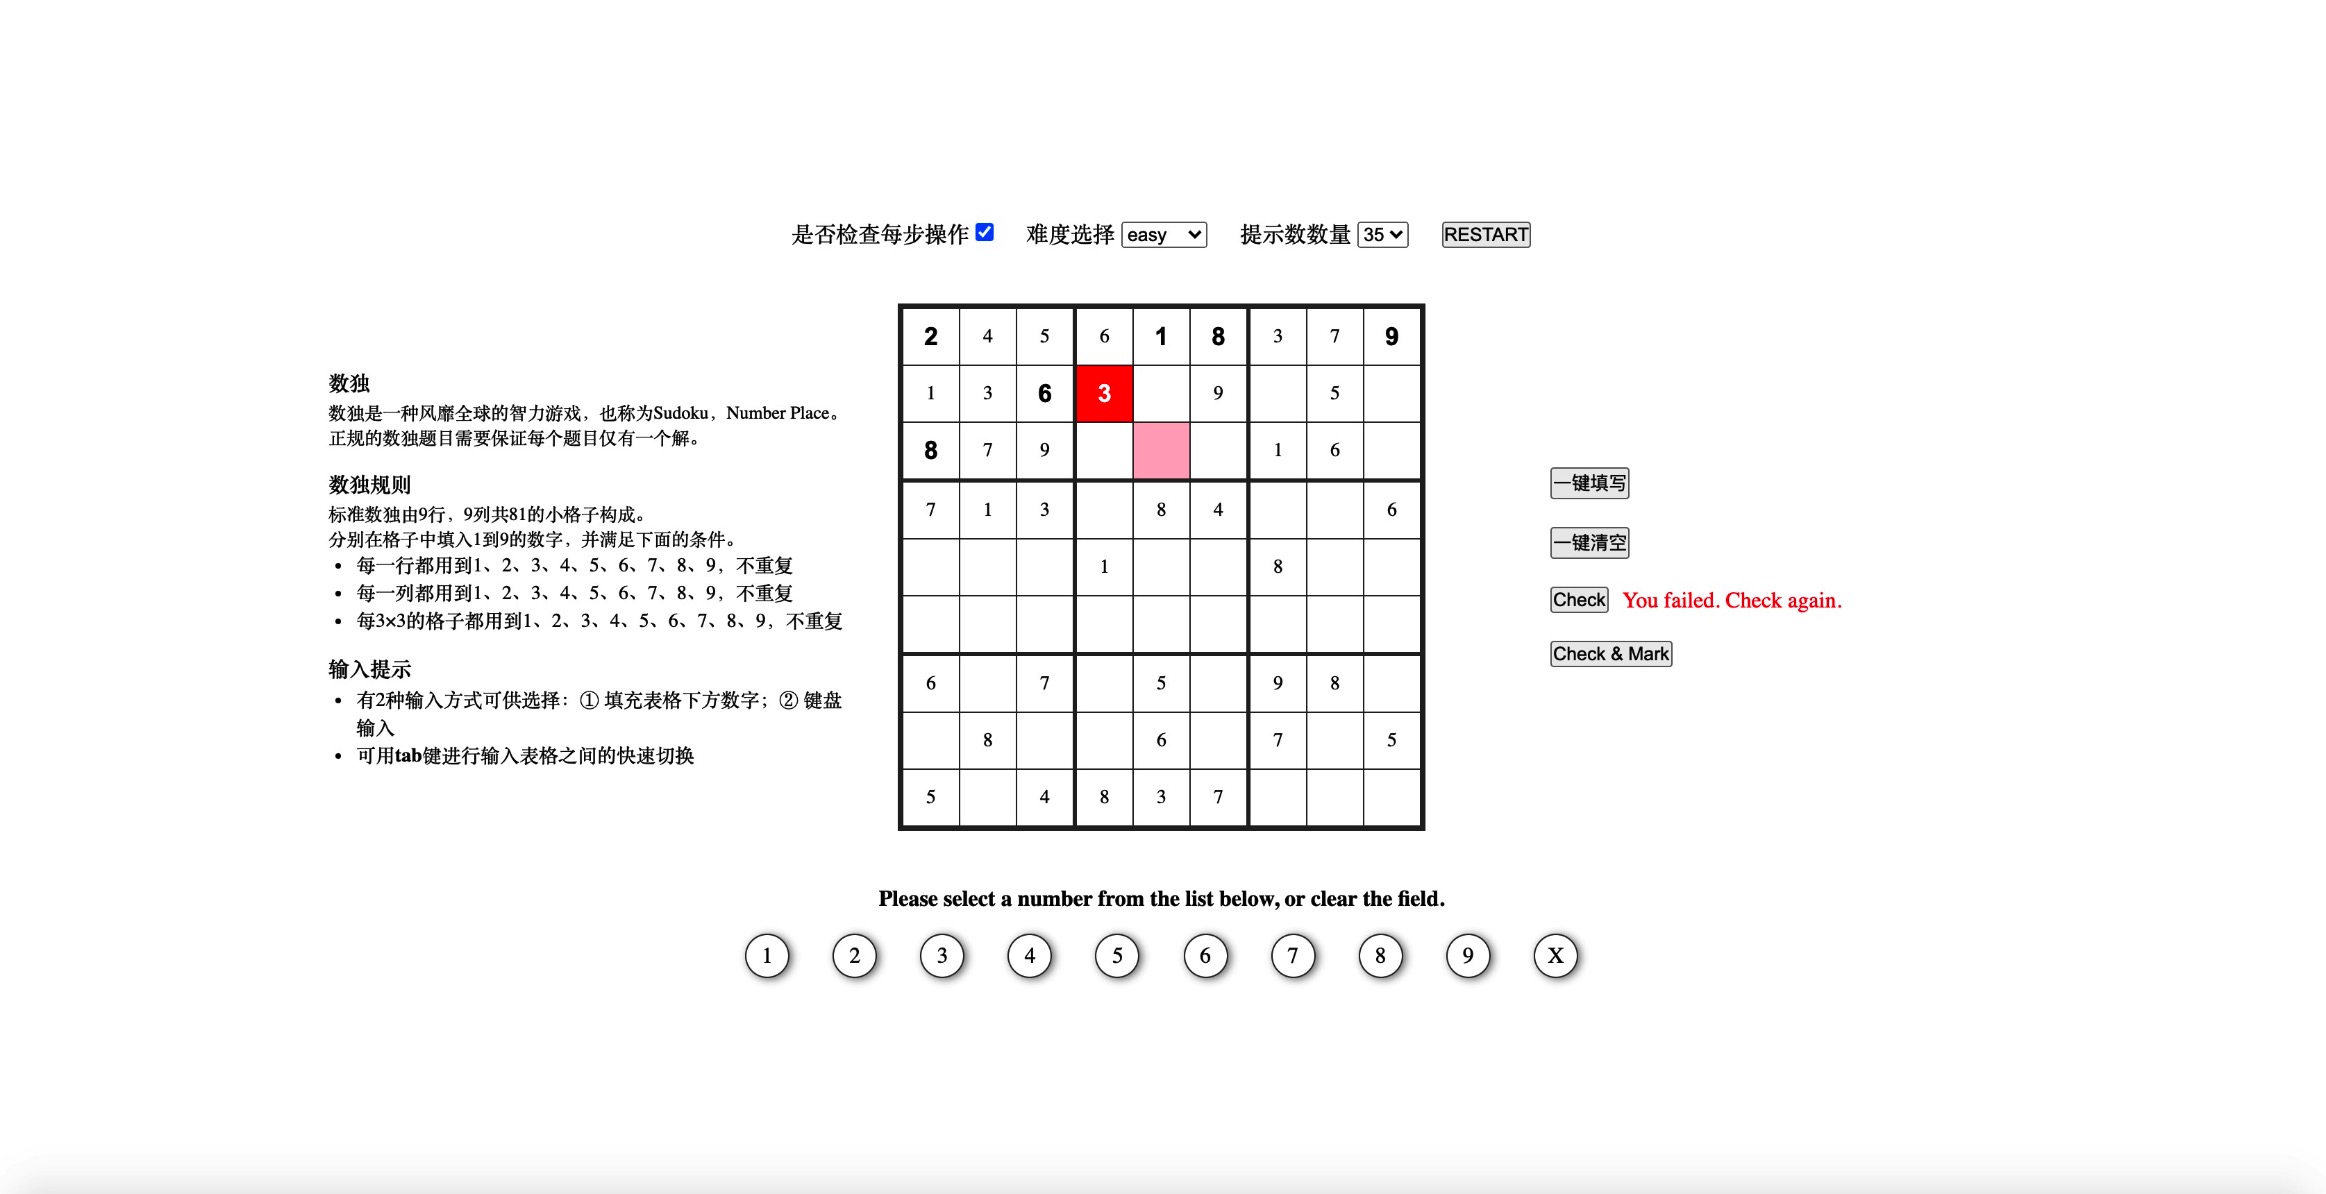 是否检查每步操作 难度选择 easy 提示数数量 35 RESTART
数独
数独是一种风靡全球的智力游戏，也称为Sudoku，Number Place。
正规的数独题目需要保证每个题目仅有一个解。
数独规则
标准数独由9行，9列共81的小格子构成。
分别在格子中填入1到9的数字，并满足下面的条件。
• 每一行都用到1、2、3、4、5、6、7、8、9，不重复
• 每一列都用到1、2、3、4、5、6、7、8、9，不重复
• 每3×3的格子都用到1、2、3、4、5、6、7、8、9，不重复
输入提示
• 有2种输入方式可供选择：① 填充表格下方数字；② 键盘
输入
• 可用tab键进行输入表格之间的快速切换
2 4 5 6 1 8 3 7 9
1 3 6 3 9 5
8 7 9 1 6
7 1 3 8 4 6
1 8
6 7 5 9 8
8 6 7 5
5 4 8 3 7
一键填写
一键清空
Check You failed. Check again.
Check & Mark
Please select a number from the list below, or clear the field.
1 2 3 4 5 6 7 8 9 X